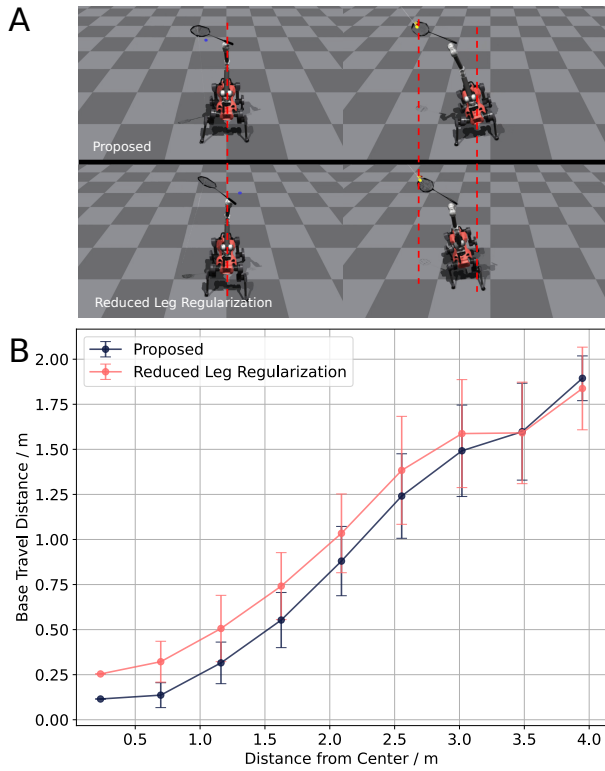 A
Proposed
Reduced Leg Regularization
B
Proposed
Reduced Leg Regularization
2.00
1.75
1.50
1.25
1.00
0.75
0.50
0.25
0.00
Base Travel Distance / m
0.5 1.0 1.5 2.0 2.5 3.0 3.5 4.0
Distance from Center / m